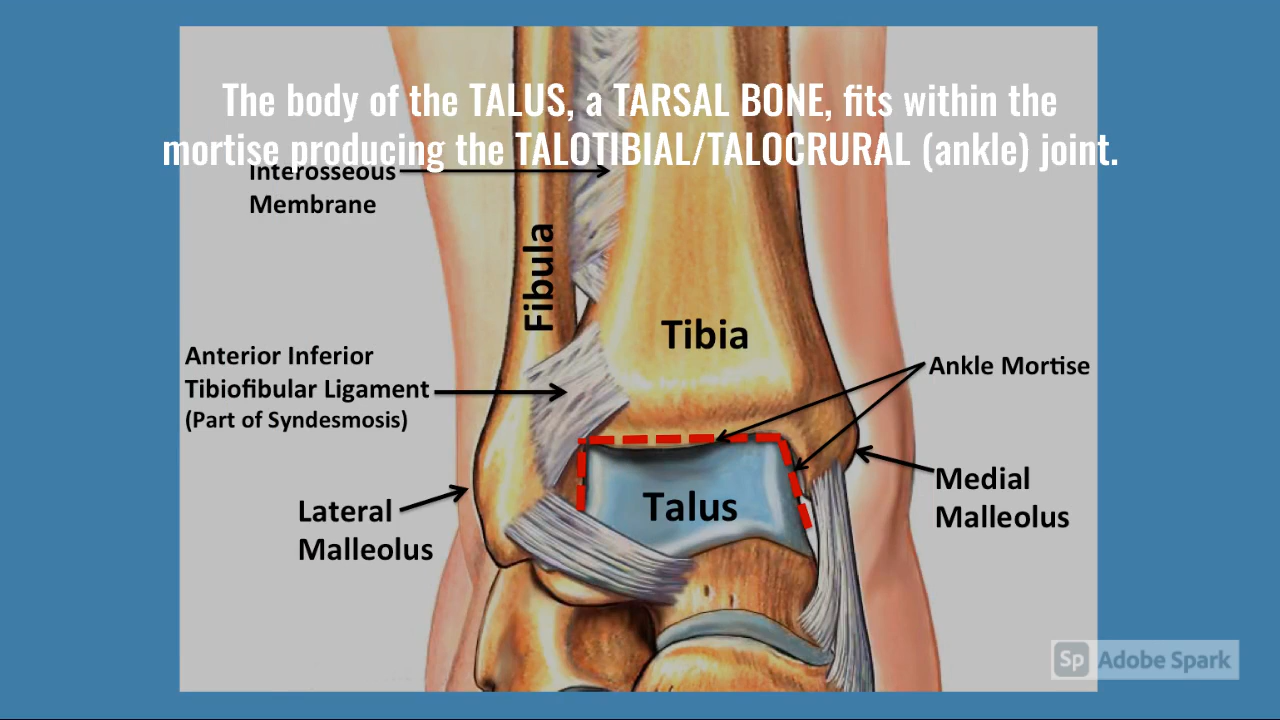 The body of the TALUS, a TARSAL BONE, fits within the
mortise producing the TALOTIBIAL/TALOCRURAL (ankle) joint.
Interosseous
Membrane
Fibula
Tibia
Anterior Inferior
Tibiofibular Ligament
(Part of Syndesmosis)
Ankle Mortise
Talus
Medial
Malleolus
Lateral
Malleolus
Sp Adobe Spark